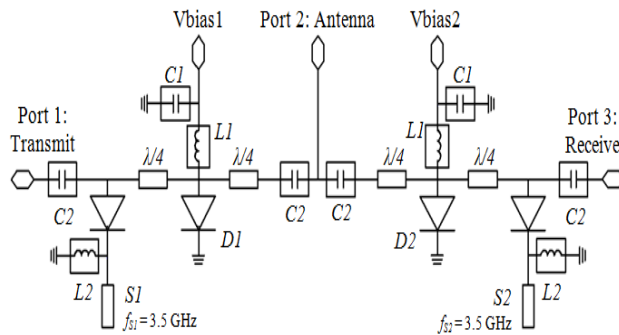 Vbias1
Port 2: Antenna
Vbias2
C1
C1
Port 1:
Transmit
Port 3:
Receive
L1
L1
λ/4
λ/4
λ/4
λ/4
C2
C2
C2
C2
D1
D2
L2
L2
S1
S2
fS1=3.5 GHz
fS2=3.5 GHz